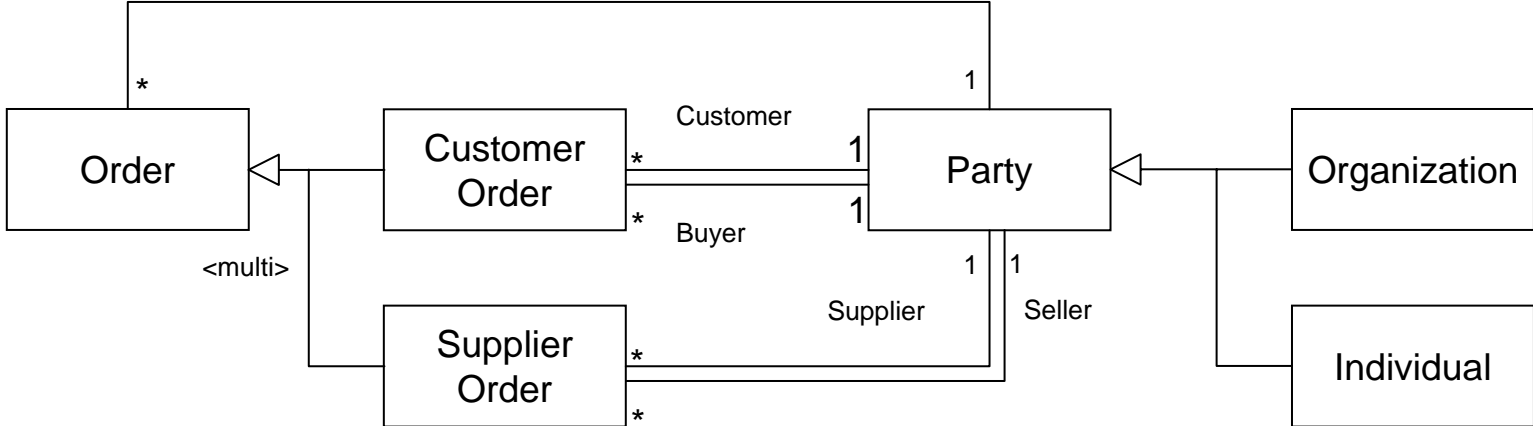 *
1
Order
Customer
Order
Customer
*
1
*
1
Buyer
Party
Organization
<multi>
1
1
Supplier
Seller
Supplier
Order
*
*
Individual